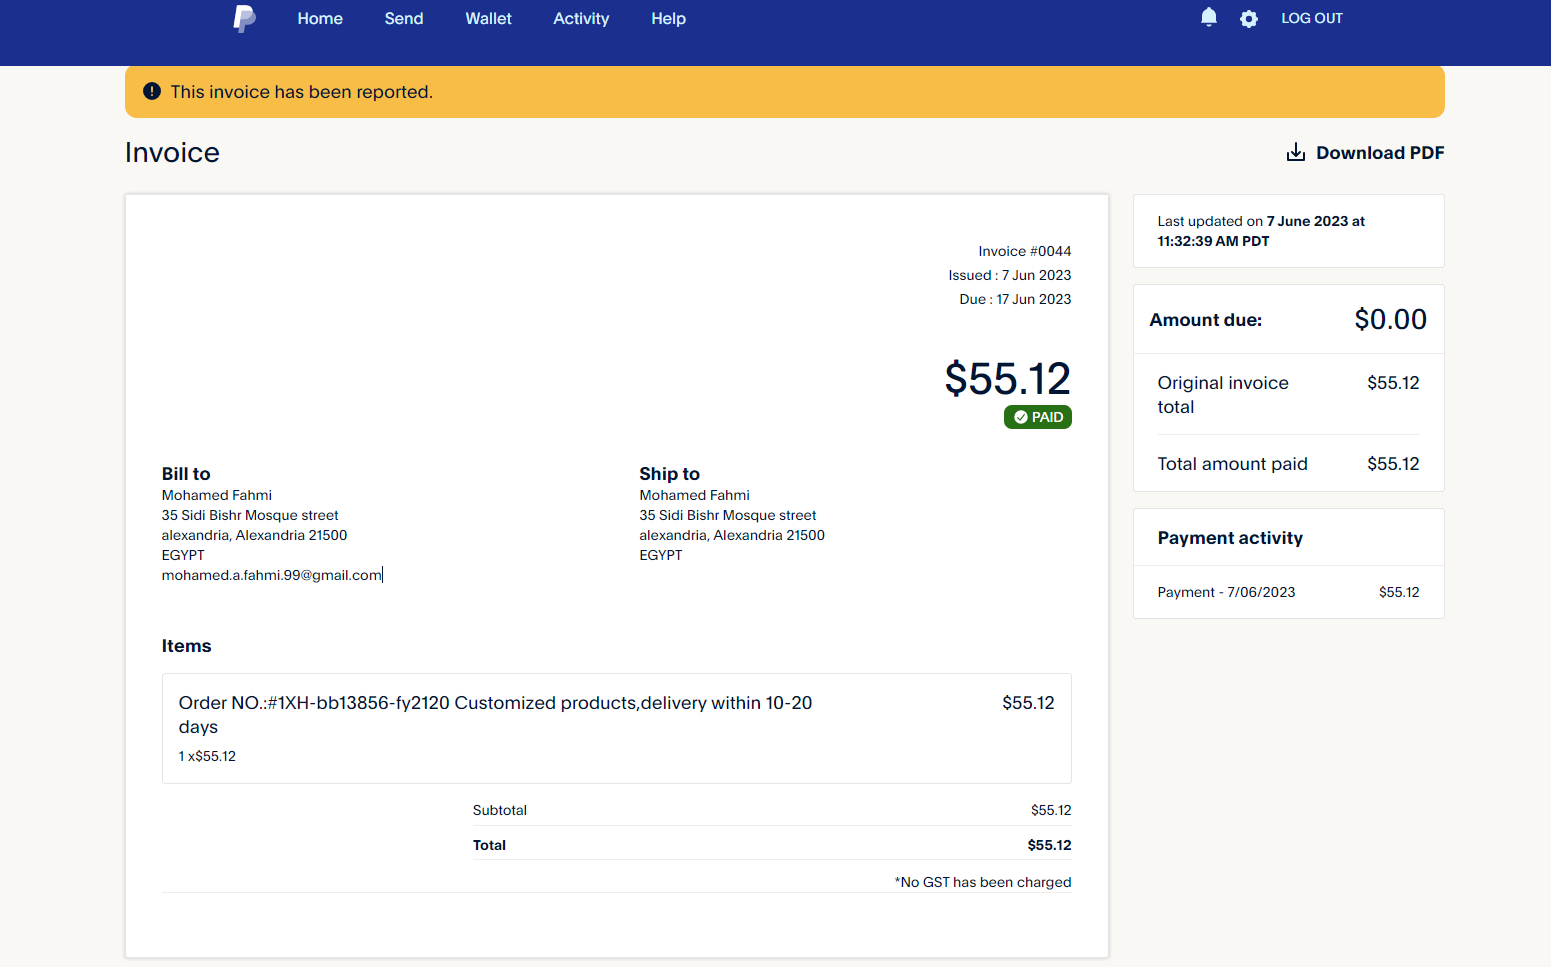 Home Send Wallet Activity Help LOG OUT
This invoice has been reported.
Invoice
Download PDF
Invoice #0044
Issued : 7 Jun 2023
Due : 17 Jun 2023
$55.12
PAID
Bill to
Mohamed Fahmi
35 Sidi Bishr Mosque street
alexandria, Alexandria 21500
EGYPT
mohamed.a.fahmi.99@gmail.com
Ship to
Mohamed Fahmi
35 Sidi Bishr Mosque street
alexandria, Alexandria 21500
EGYPT
Items
Order NO.:#1XH-bb13856-fy2120 Customized products,delivery within 10-20
days
$55.12
1 x$55.12
Subtotal $55.12
Total $55.12
*No GST has been charged
Last updated on 7 June 2023 at
11:32:39 AM PDT
Amount due: $0.00
Original invoice
total
$55.12
Total amount paid $55.12
Payment activity
Payment - 7/06/2023 $55.12